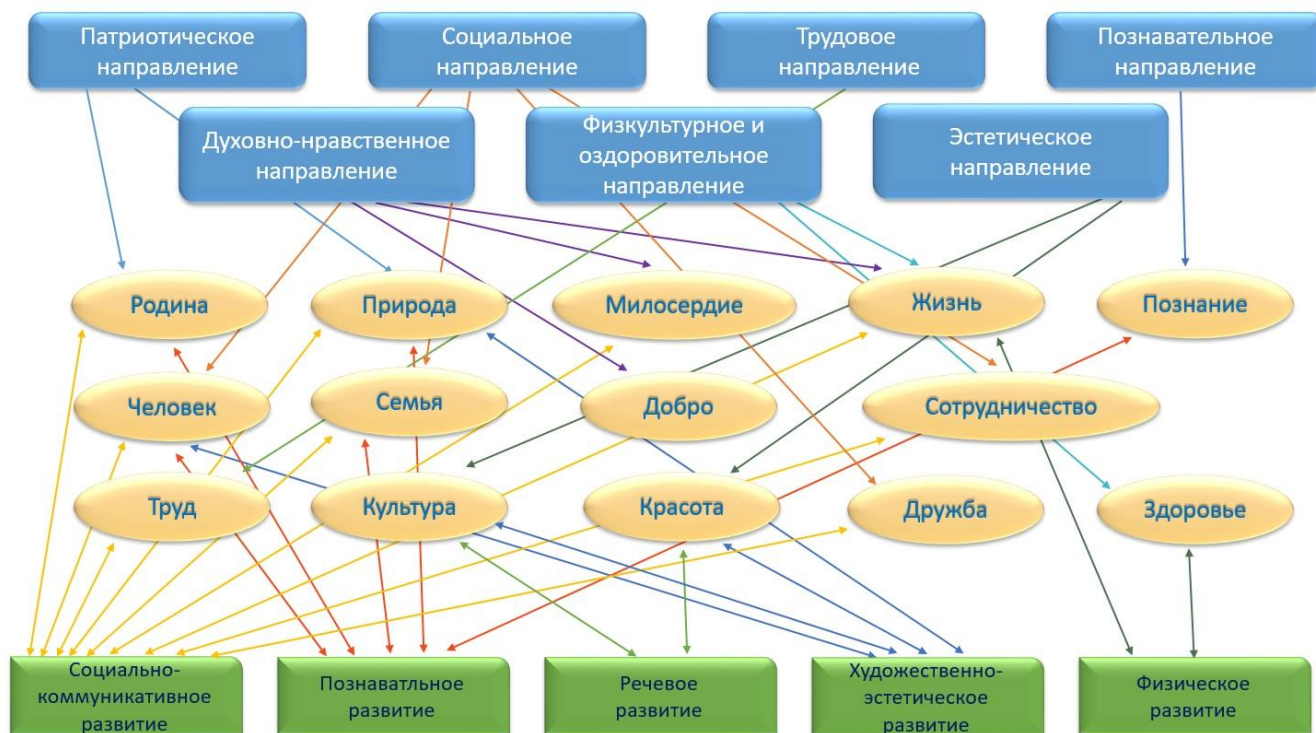 Патриотическое
направление
Социальное
направление
Трудовое
направление
Познавательное
направление
Духовно-нравственное
направление
Физкультурное и
оздоровительное
направление
Эстетическое
направление
Родина
Природа
Милосердие
Жизнь
Познание
Человек
Семья
Добро
Сотрудничество
Труд
Культура
Красота
Дружба
Здоровье
Социально-
коммуникативное
развитие
Познаватльное
развитие
Речевое
развитие
Художественно-
эстетическое
развитие
Физическое
развитие